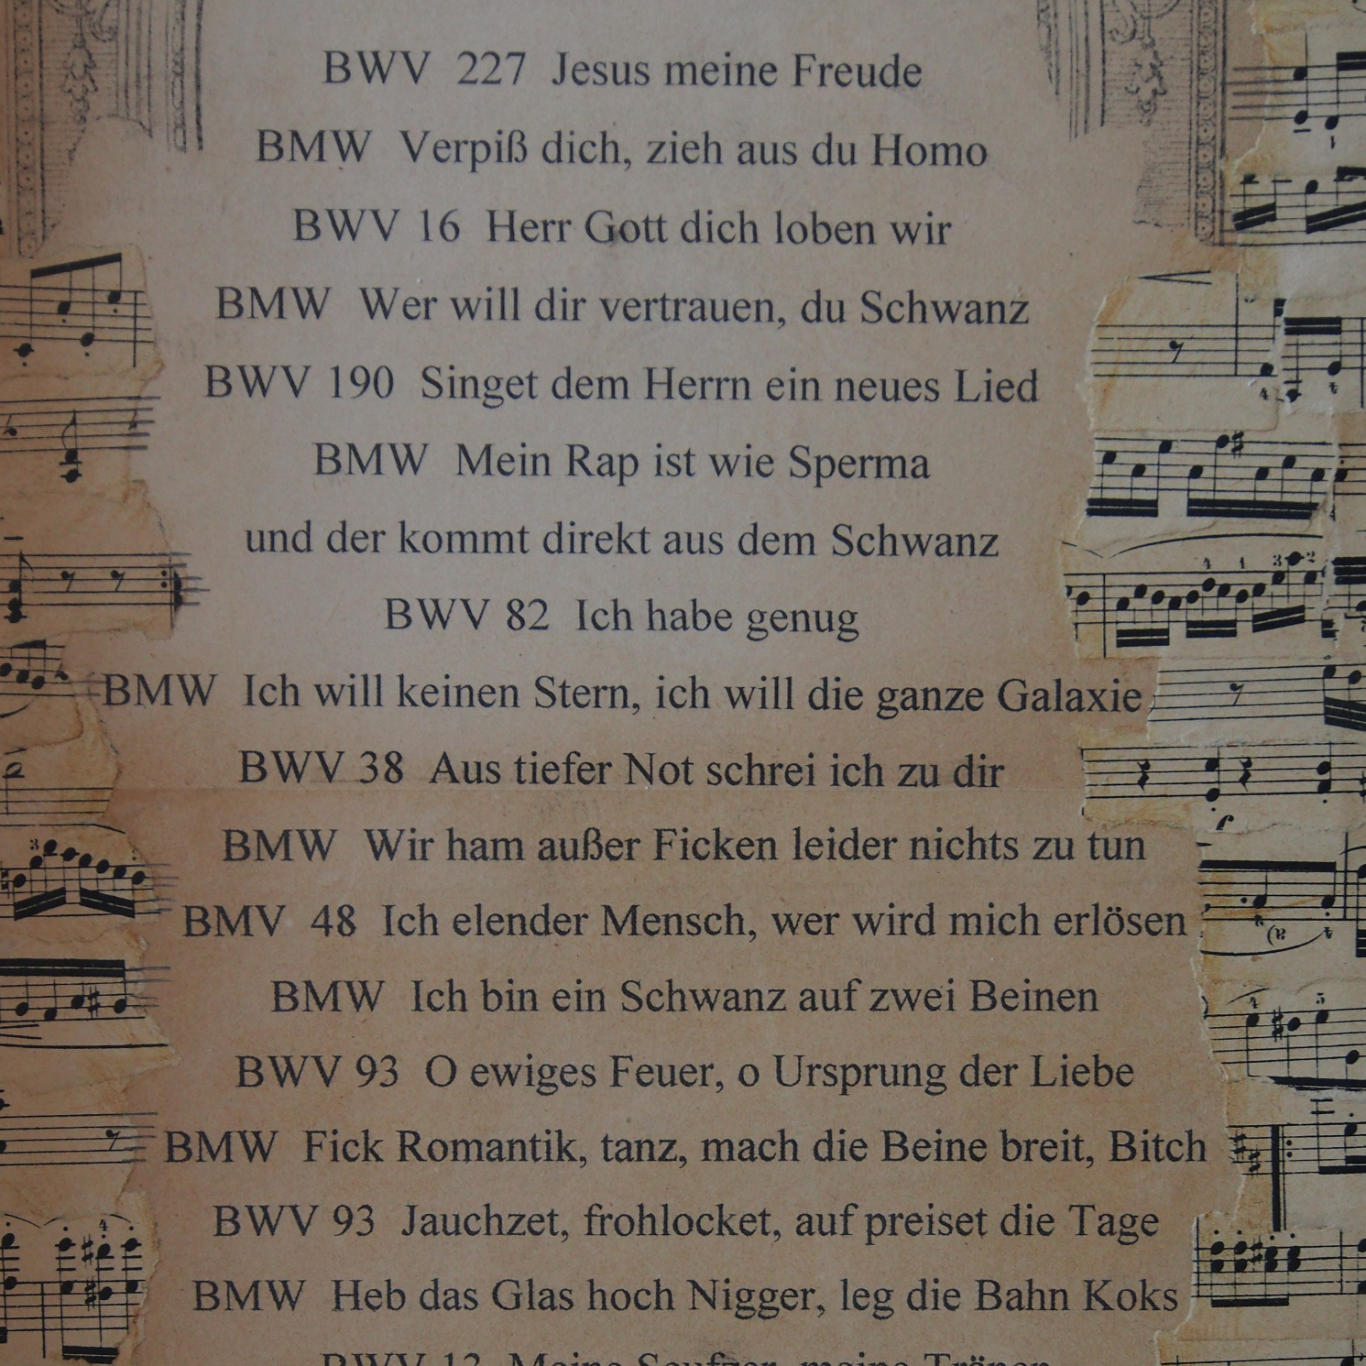 BWV 227 Jesus meine Freude
BMW Verpiß dich, zieh aus du Homo
BWV 16 Herr Gott dich loben wir
BMW Wer will dir vertrauen, du Schwanz
BWV 190 Singet dem Herrn ein neues Lied
BMW Mein Rap ist wie Sperma
und der kommt direkt aus dem Schwanz
BWV 82 Ich habe genug
BMW Ich will keinen Stern, ich will die ganze Galaxie
BWV 38 Aus tiefer Not schrei ich zu dir
BMW Wir ham außer Ficken leider nichts zu tun
BMV 48 Ich elender Mensch, wer wird mich erlösen
BMW Ich bin ein Schwanz auf zwei Beinen
BWV 93 O ewiges Feuer, o Ursprung der Liebe
BMW Fick Romantik, tanz, mach die Beine breit, Bitch
BWV 93 Jauchzet, frohlocket, auf preiset die Tage
BMW Heb das Glas hoch Nigger, leg die Bahn Koks
BWV 13 Meine Seufzer, meine Tränen